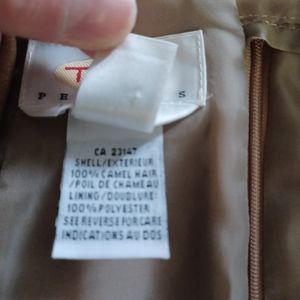 T
PE S
CA 23147
SHELL/EXTERIEUR
100% CAMEL HAIR
/POIL DE CHAMEAU
LINING/DOUBLURE:
100% POLYESTER
SEE REVERSE FOR CARE
INDICATIONS AU DOS